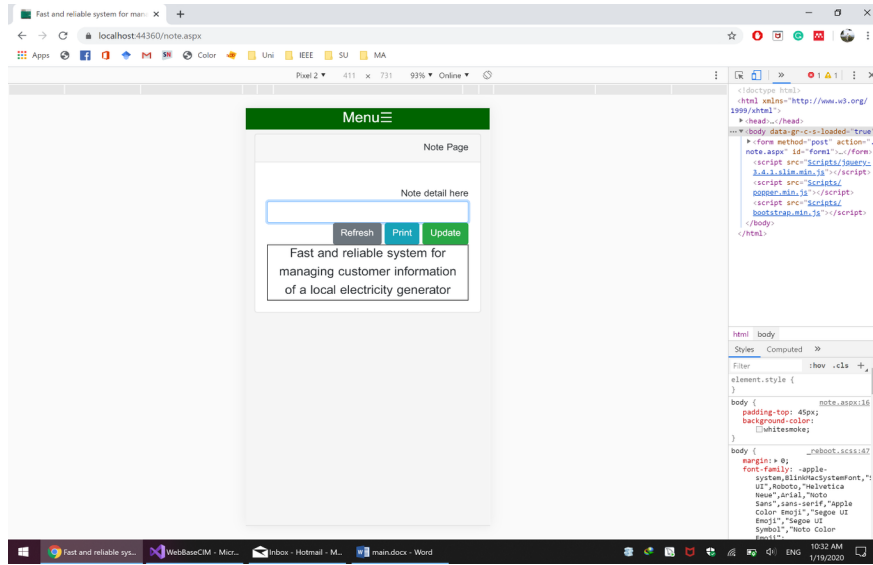 Fast and reliable system for man
localhost:44360/note.aspx
Apps
Color
Uni
IEEE
SU
MA
Pixel 2 ▼ 411 x 731 93% ▼ Online ▼
1 1
<!doctype html>
<html xmlns="http://www.w3.org/
1999/xhtml">
<head>…</head>
<body data-gr-c-s-loaded="true"
<form method="post" action=".
note.aspx" id="form1">…</form>
<script src="Scripts/jquery-
3.4.1.slim.min.js"></script>
<script src="Scripts/
popper.min.js"></script>
<script src="Scripts/
bootstrap.min.js"></script>
</body>
</html>
Menu☰
Note Page
Note detail here
Refresh Print Update
Fast and reliable system for
managing customer information
of a local electricity generator
html body
Styles Computed »
Filter :hov .cls +
element.style {
}
body { note.aspx:16
padding-top: 45px;
background-color:
whitesmoke;
}
body { _reboot.scss:47
margin: 0;
font-family: -apple-
system,BlinkMacSystemFont,"S
UI",Roboto,"Helvetica
Neue",Arial,"Noto
Sans",sans-serif,"Apple
Color Emoji","Segoe UI
Emoji","Segoe UI
Symbol","Noto Color
Emoji";
Fast and reliable sys...
WebBaseCIM - Micr...
Inbox - Hotmail - M...
main.docx - Word
ENG
10:32 AM
1/19/2020